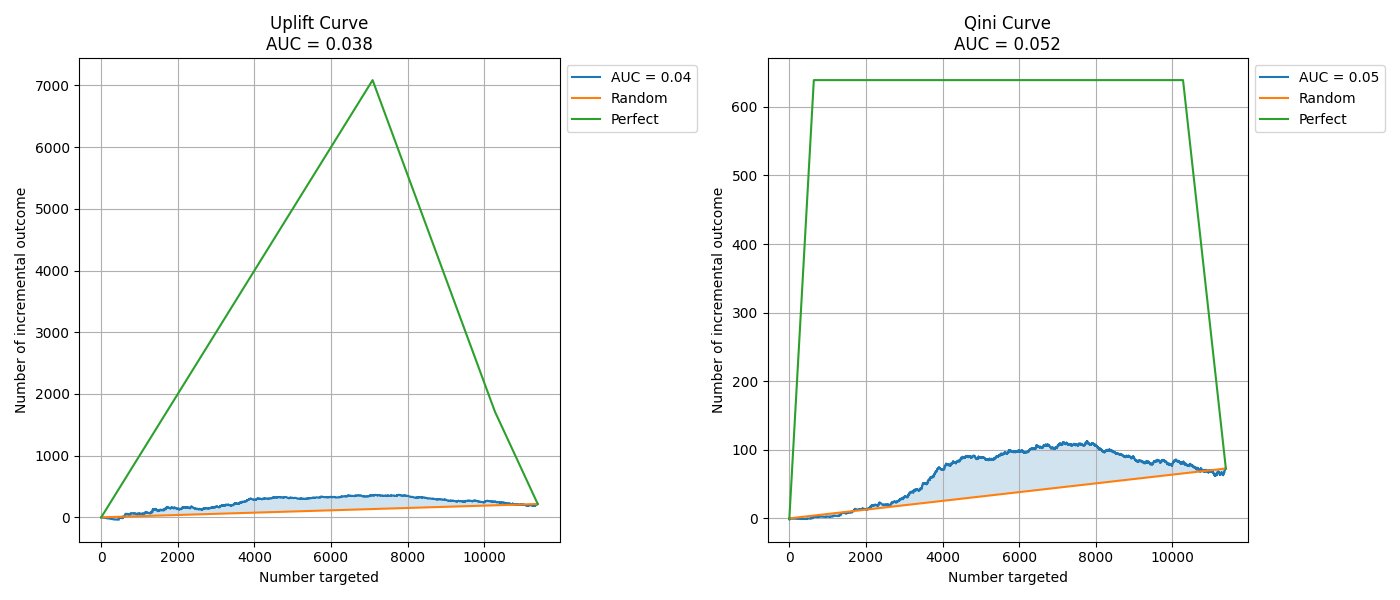 Uplift Curve
AUC = 0.038
7000
6000
5000
4000
3000
2000
1000
0
Number of incremental outcome
0 2000 4000 6000 8000 10000
Number targeted
AUC = 0.04
Random
Perfect
Qini Curve
AUC = 0.052
600
500
400
300
200
100
0
Number of incremental outcome
0 2000 4000 6000 8000 10000
Number targeted
AUC = 0.05
Random
Perfect